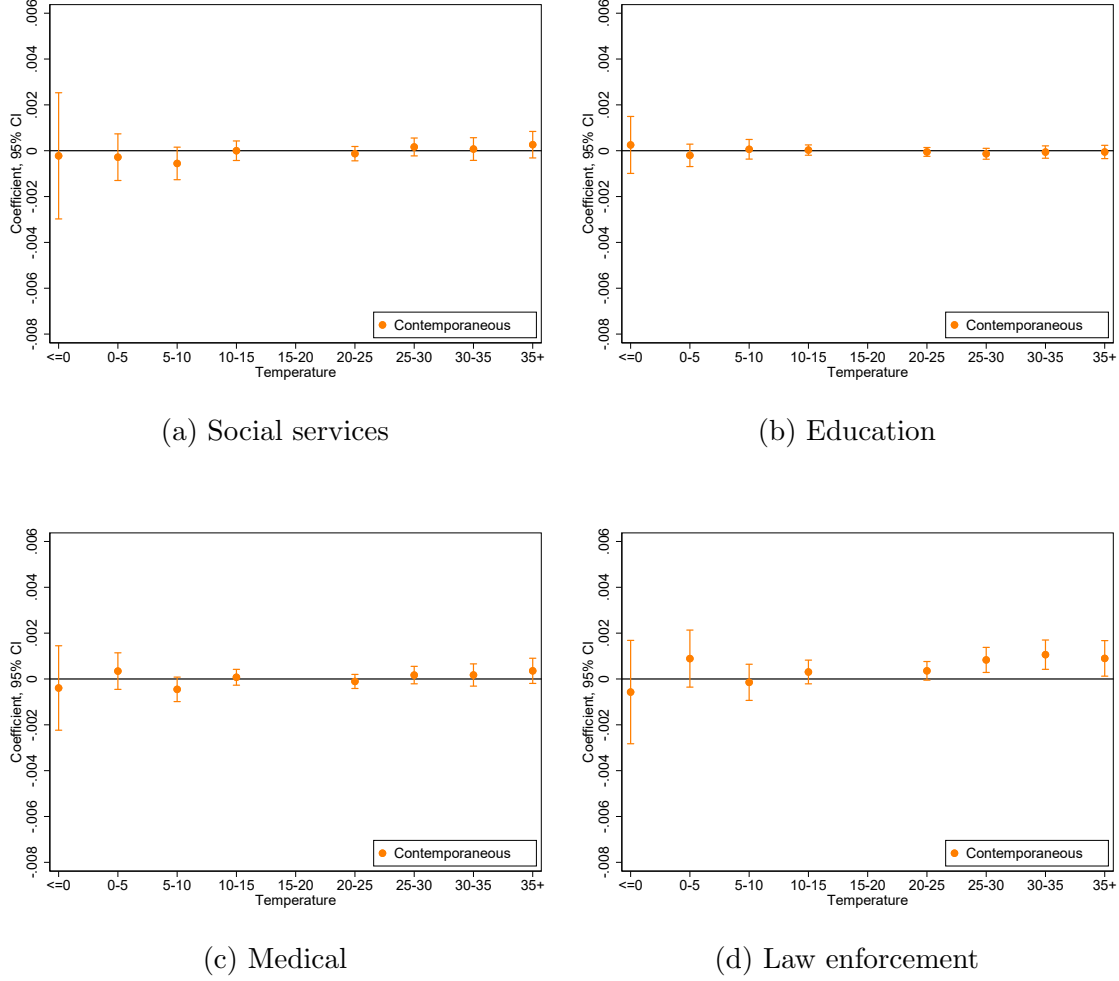 .006
.004
.002
0
-.002
-.004
-.006
-.008
Coefficient, 95% CI
Contemporaneous
<=0 0-5 5-10 10-15 15-20 20-25 25-30 30-35 35+
Temperature
(a) Social services
.006
.004
.002
0
-.002
-.004
-.006
-.008
Coefficient, 95% CI
Contemporaneous
<=0 0-5 5-10 10-15 15-20 20-25 25-30 30-35 35+
Temperature
(b) Education
.006
.004
.002
0
-.002
-.004
-.006
-.008
Coefficient, 95% CI
Contemporaneous
<=0 0-5 5-10 10-15 15-20 20-25 25-30 30-35 35+
Temperature
(c) Medical
.006
.004
.002
0
-.002
-.004
-.006
-.008
Coefficient, 95% CI
Contemporaneous
<=0 0-5 5-10 10-15 15-20 20-25 25-30 30-35 35+
Temperature
(d) Law enforcement